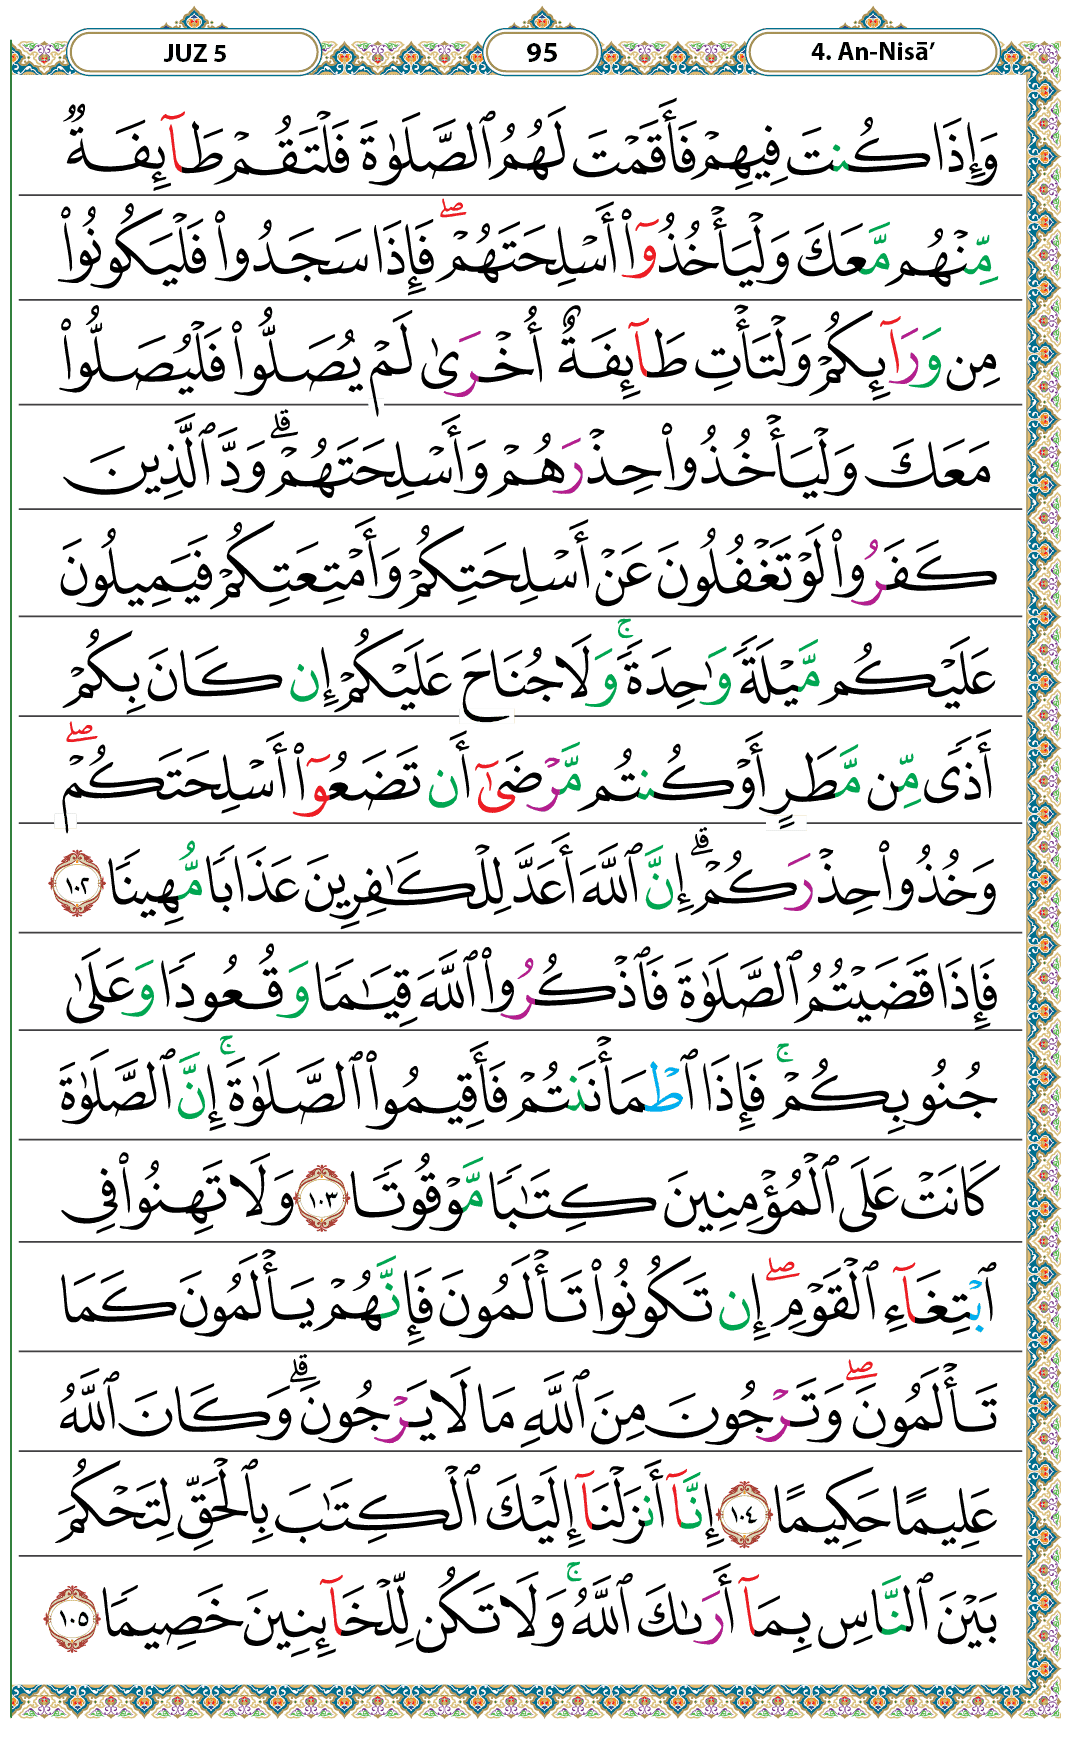 JUZ 5 95 4. An-Nisā’
وَإِذَا كُنتَ فِيهِمْ فَأَقَمْتَ لَهُمُ ٱلصَّلَوٰةَ فَلْتَقُمْ طَآئِفَةٌ
مِّنْهُم مَّعَكَ وَلْيَأْخُذُوٓا۟ أَسْلِحَتَهُمْ ۖ فَإِذَا سَجَدُوا۟ فَلْيَكُونُوا۟
مِن وَرَآئِكُمْ وَلْتَأْتِ طَآئِفَةٌ أُخْرَىٰ لَمْ يُصَلُّوا۟ فَلْيُصَلُّوا۟
مَعَكَ وَلْيَأْخُذُوا۟ حِذْرَهُمْ وَأَسْلِحَتَهُمْ ۗ وَدَّ ٱلَّذِينَ
كَفَرُوا۟ لَوْ تَغْفُلُونَ عَنْ أَسْلِحَتِكُمْ وَأَمْتِعَتِكُمْ فَيَمِيلُونَ
عَلَيْكُم مَّيْلَةً وَٰحِدَةً ۚ وَلَا جُنَاحَ عَلَيْكُمْ إِن كَانَ بِكُمْ
أَذًى مِّن مَّطَرٍ أَوْ كُنتُم مَّرْضَىٰٓ أَن تَضَعُوٓا۟ أَسْلِحَتَكُمْ ۖ
وَخُذُوا۟ حِذْرَكُمْ ۗ إِنَّ ٱللَّهَ أَعَدَّ لِلْكَٰفِرِينَ عَذَابًا مُّهِينًا ١٠٢
فَإِذَا قَضَيْتُمُ ٱلصَّلَوٰةَ فَٱذْكُرُوا۟ ٱللَّهَ قِيَٰمًا وَقُعُودًا وَعَلَىٰ
جُنُوبِكُمْ ۚ فَإِذَا ٱطْمَأْنَنتُمْ فَأَقِيمُوا۟ ٱلصَّلَوٰةَ ۚ إِنَّ ٱلصَّلَوٰةَ
كَانَتْ عَلَى ٱلْمُؤْمِنِينَ كِتَٰبًا مَّوْقُوتًا ١٠٣ وَلَا تَهِنُوا۟ فِى
ٱبْتِغَآءِ ٱلْقَوْمِ ۖ إِن تَكُونُوا۟ تَأْلَمُونَ فَإِنَّهُمْ يَأْلَمُونَ كَمَا
تَأْلَمُونَ ۖ وَتَرْجُونَ مِنَ ٱللَّهِ مَا لَا يَرْجُونَ ۗ وَكَانَ ٱللَّهُ
عَلِيمًا حَكِيمًا ١٠٤ إِنَّآ أَنزَلْنَآ إِلَيْكَ ٱلْكِتَٰبَ بِٱلْحَقِّ لِتَحْكُمَ
بَيْنَ ٱلنَّاسِ بِمَآ أَرَىٰكَ ٱللَّهُ ۚ وَلَا تَكُن لِّلْخَآئِنِينَ خَصِيمًا ١٠٥